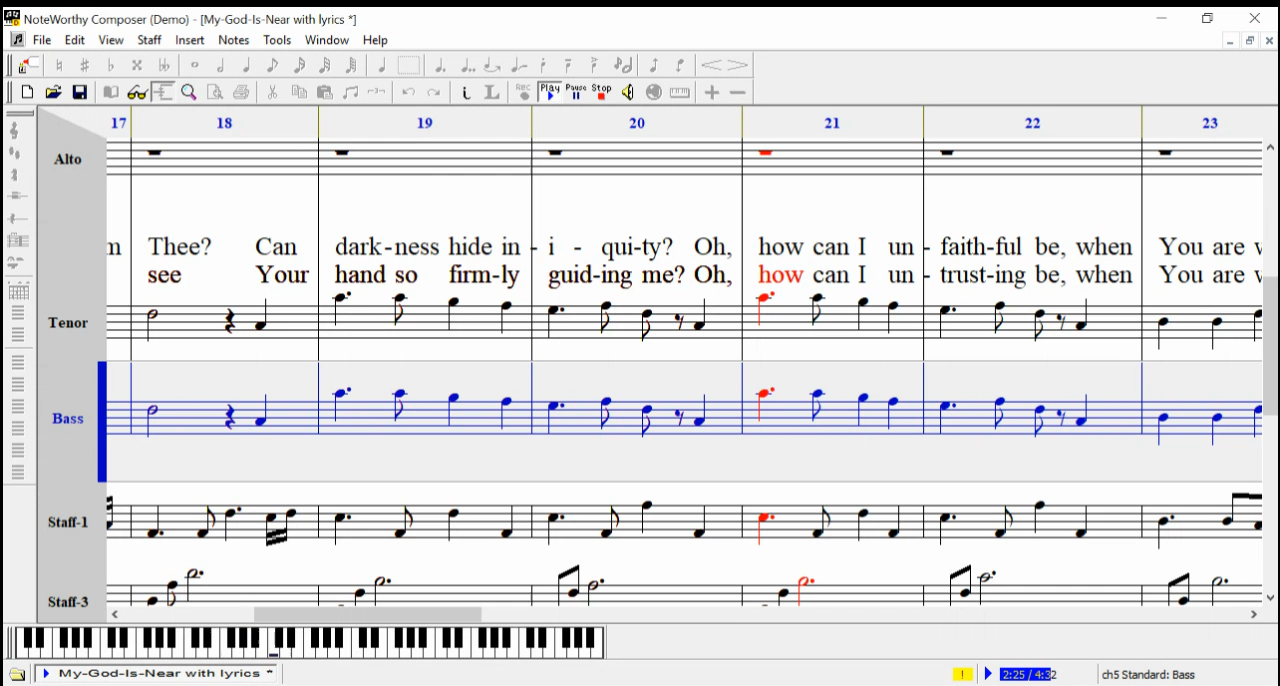 NoteWorthy Composer (Demo) - [My-God-Is-Near with lyrics *]
File Edit View Staff Insert Notes Tools Window Help
Rec Play Pause Stop
17 18 19 20 21 22 23
Alto
m Thee? Can dark-ness hide in - i - qui-ty? Oh, how can I un - faith-ful be, when You are
see Your hand so firm-ly guid-ing me? Oh, how can I un - trust-ing be, when You are
Tenor
Bass
Staff-1
Staff-3
My-God-Is-Near with lyrics *
! 2:25 / 4:32 ch5 Standard: Bass